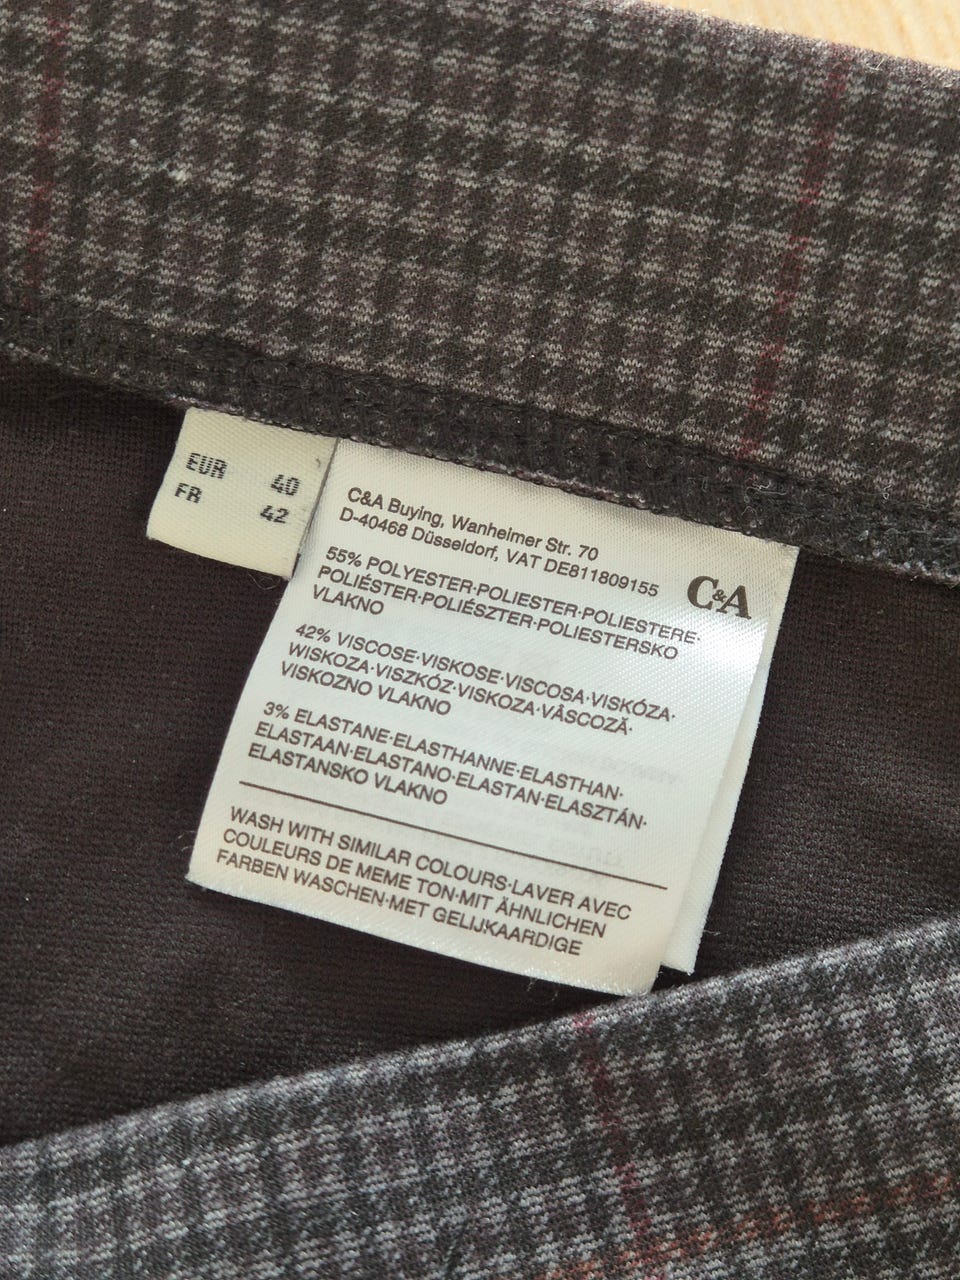 EUR 40
FR 42
C&A Buying, Wanheimer Str. 70
D-40468 Düsseldorf, VAT DE811809155
C&A
55% POLYESTER·POLIESTER·POLIESTERE·
POLIÉSTER·POLIÉSZTER·POLIESTERSKO
VLAKNO
42% VISCOSE·VISKOSE·VISCOSA·VISKÓZA·
WISKOZA·VISZKÓZ·VISKOZA·VÂSCOZĂ·
VISKOZNO VLAKNO
3% ELASTANE·ELASTHANNE·ELASTHAN·
ELASTAAN·ELASTANO·ELASTAN·ELASZTÁN·
ELASTANSKO VLAKNO
WASH WITH SIMILAR COLOURS·LAVER AVEC
COULEURS DE MEME TON·MIT ÄHNLICHEN
FARBEN WASCHEN·MET GELIJKAARDIGE